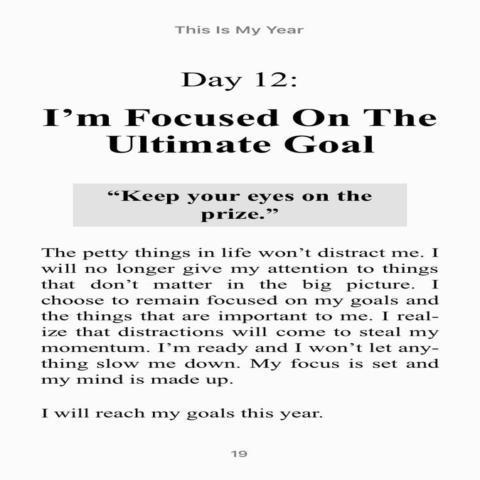 This Is My Year
Day 12:
I’m Focused On The
Ultimate Goal
“Keep your eyes on the
prize.”
The petty things in life won’t distract me. I
will no longer give my attention to things
that don’t matter in the big picture. I
choose to remain focused on my goals and
the things that are important to me. I real-
ize that distractions will come to steal my
momentum. I’m ready and I won’t let any-
thing slow me down. My focus is set and
my mind is made up.
I will reach my goals this year.
19